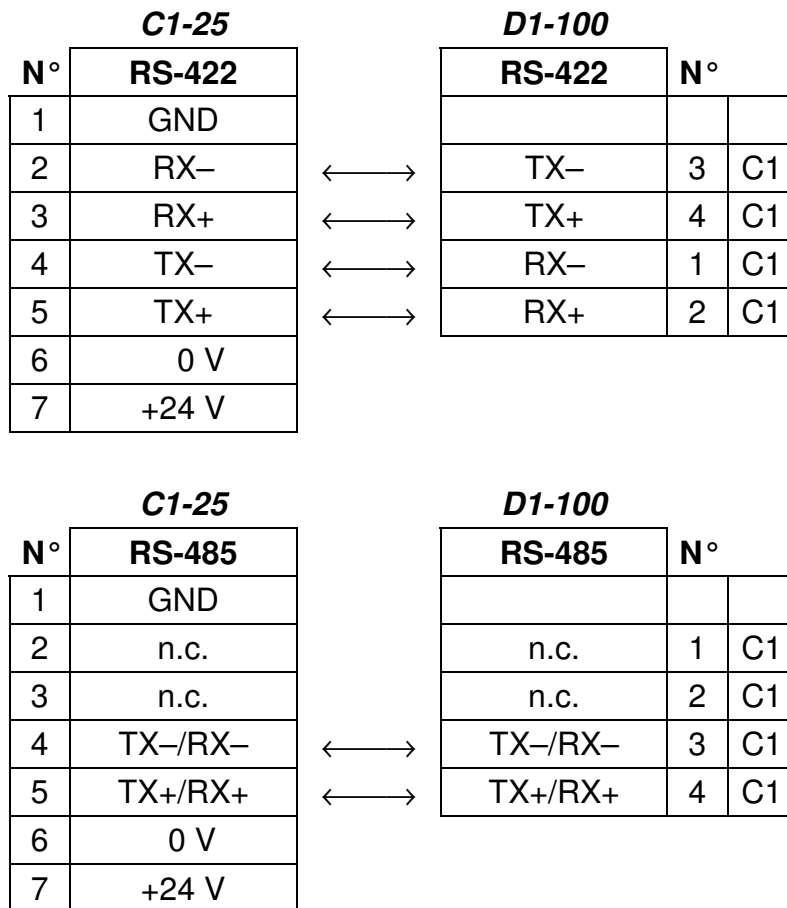 C1-25 D1-100
N° RS-422 RS-422 N°
1 GND
2 RX– ←⎯→ TX– 3 C1
3 RX+ ←⎯→ TX+ 4 C1
4 TX– ←⎯→ RX– 1 C1
5 TX+ ←⎯→ RX+ 2 C1
6 0 V
7 +24 V
C1-25 D1-100
N° RS-485 RS-485 N°
1 GND
2 n.c. n.c. 1 C1
3 n.c. n.c. 2 C1
4 TX–/RX– ←⎯→ TX–/RX– 3 C1
5 TX+/RX+ ←⎯→ TX+/RX+ 4 C1
6 0 V
7 +24 V